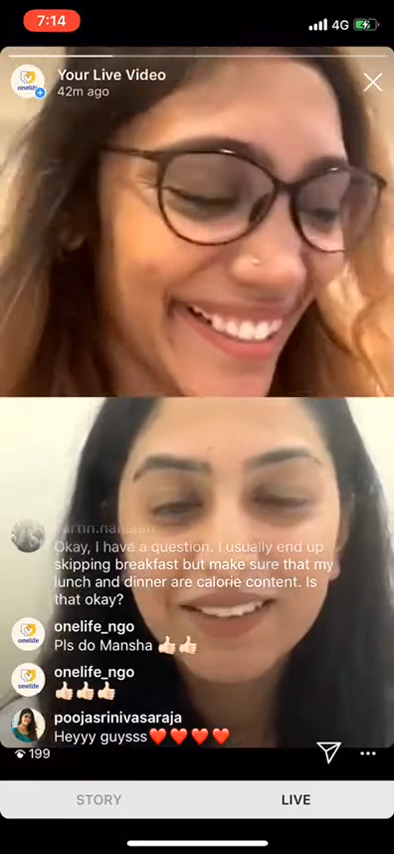 7:14
4G
Your Live Video
42m ago
onelife
Okay, I have a question. I usually end up
skipping breakfast but make sure that my
lunch and dinner are calorie content. Is
that okay?
onelife_ngo
onelife
Pls do Mansha 👍🏻👍🏻
onelife_ngo
onelife
👍🏻👍🏻👍🏻
poojasrinivasaraja
Heyyy guysss❤️❤️❤️❤️
199
STORY
LIVE